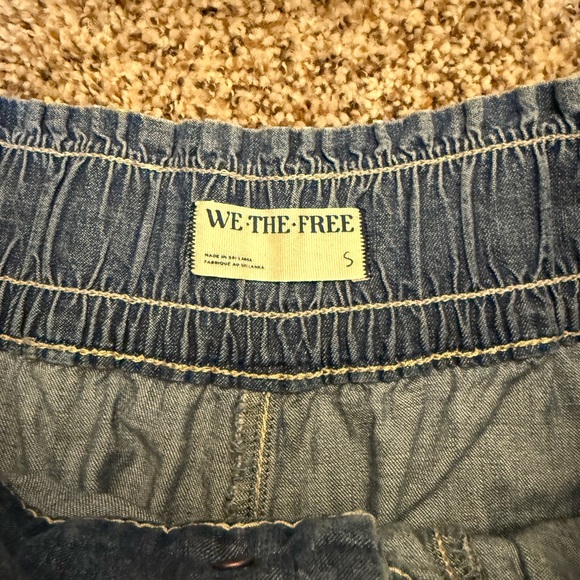 WE·THE·FREE
MADE IN SRI LANKA
FABRIQUÉ AU SRI LANKA
S